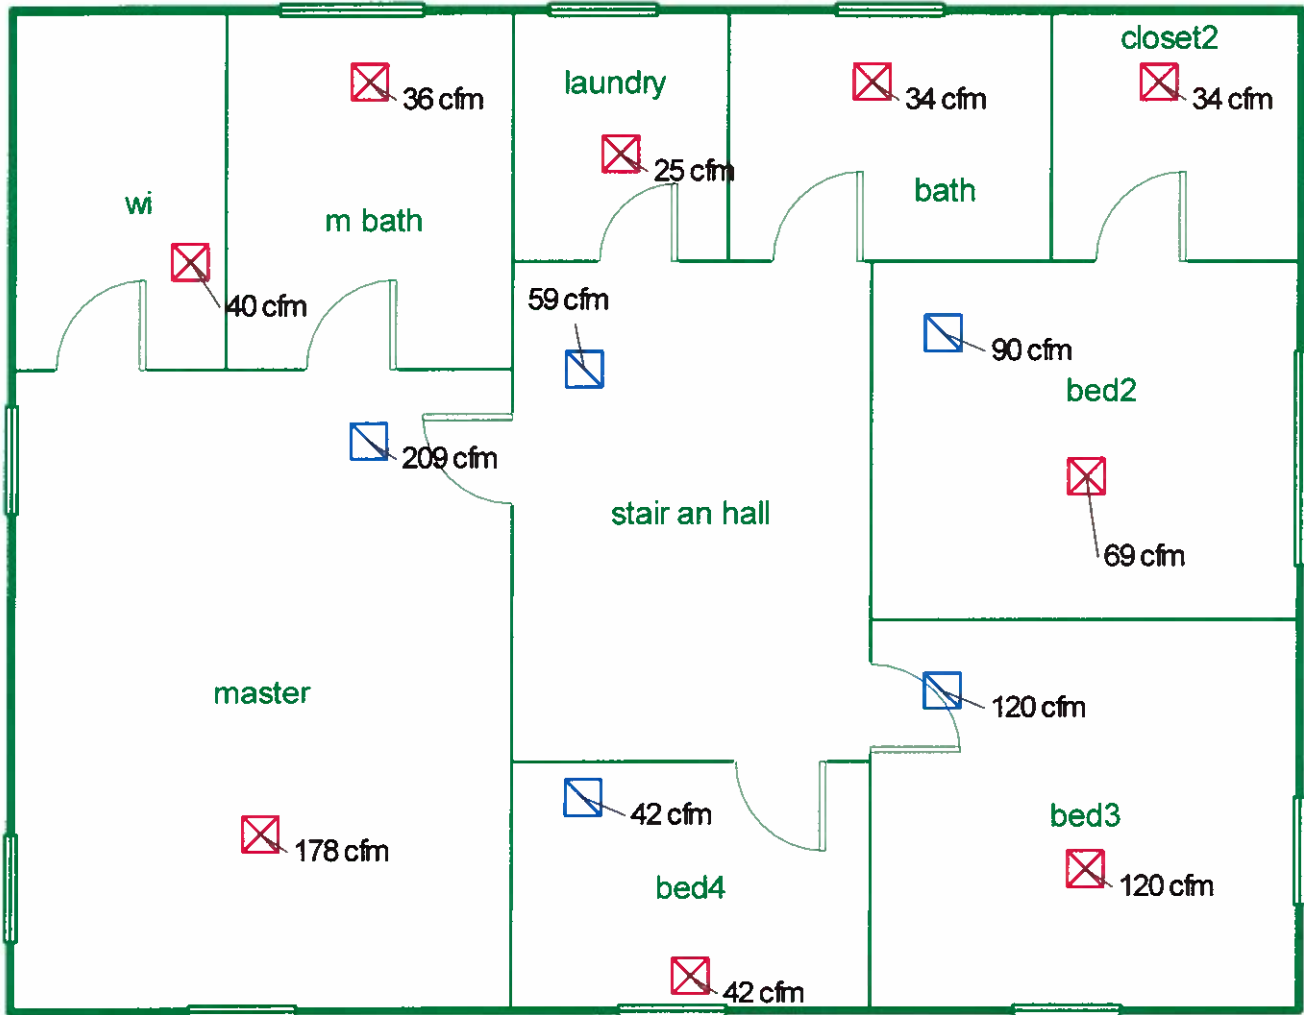 closet2
laundry
36 cfm
34 cfm
34 cfm
25 cfm
bath
wi
m bath
40 cfm
59 cfm
90 cfm
bed2
209 cfm
stair an hall
69 cfm
master
120 cfm
42 cfm
bed3
178 cfm
bed4
120 cfm
42 cfm